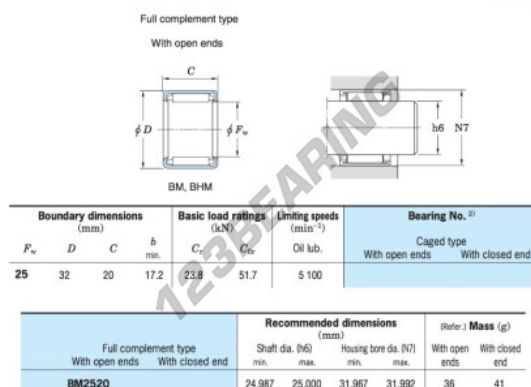 Full complement type
With open ends
C
φ D
φ Fw
h6
N7
BM, BHM
123BEARING
Boundary dimensions
(mm)
Basic load ratings
(kN)
Limiting speeds
(min⁻¹)
Bearing No. 2)
Fw D C b min.
Cr C0r
Oil lub.
Caged type
With open ends With closed end
25 32 20 17.2 23.8 51.7 5 100
Recommended dimensions
(mm)
(Refer.) Mass (g)
Full complement type
With open ends With closed end
Shaft dia. (h6)
min. max.
Housing bore dia. (N7)
min. max.
With open ends
With closed end
BM2520 24.987 25.000 31.967 31.992 36 41